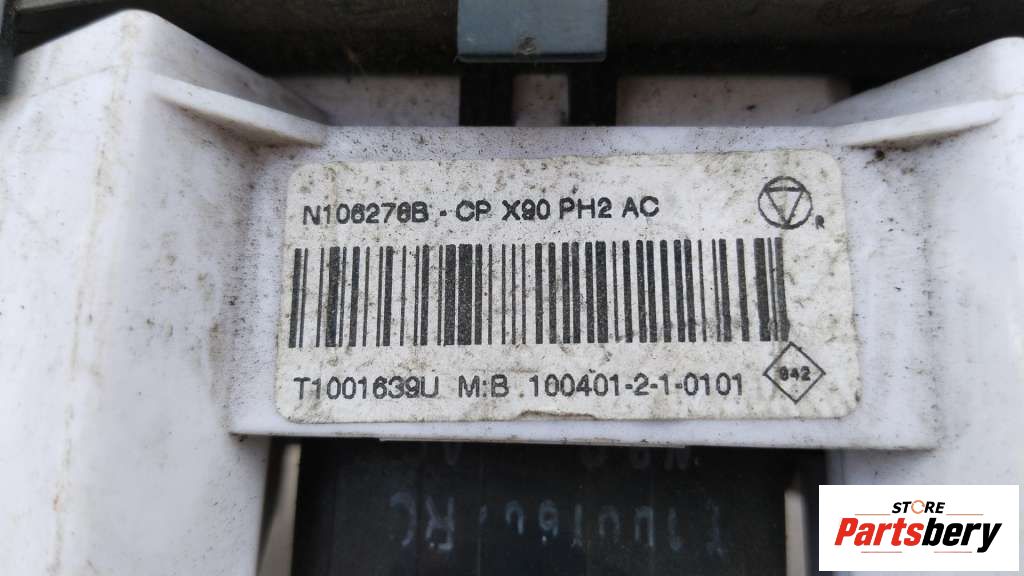 N106276B - CP X90 PH2 AC
R
T1001639U M:B 100401-2-1-0101
842
STORE
Partsbery